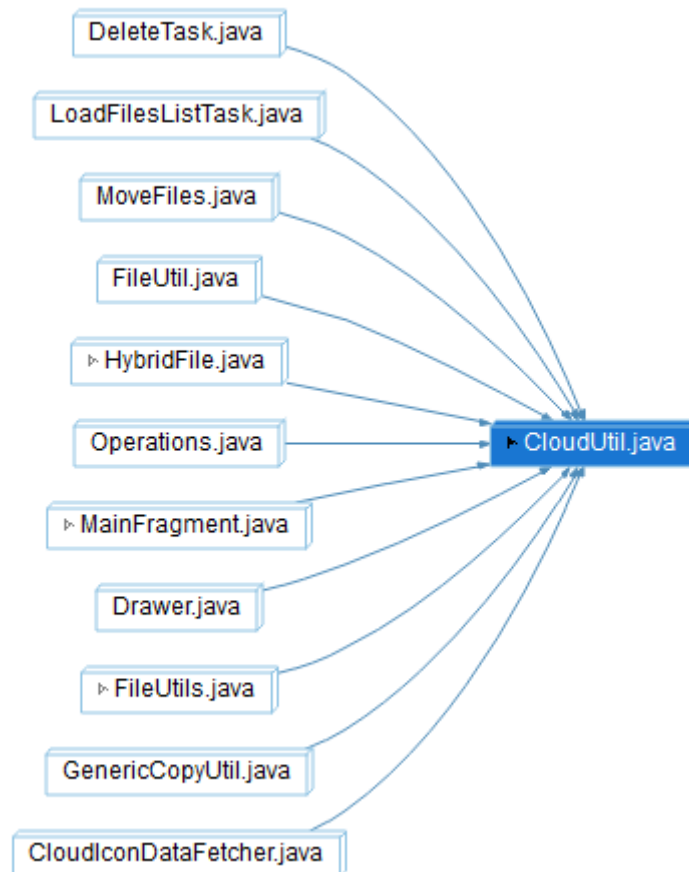 DeleteTask.java
LoadFilesListTask.java
MoveFiles.java
FileUtil.java
HybridFile.java
Operations.java
CloudUtil.java
MainFragment.java
Drawer.java
FileUtils.java
GenericCopyUtil.java
CloudIconDataFetcher.java